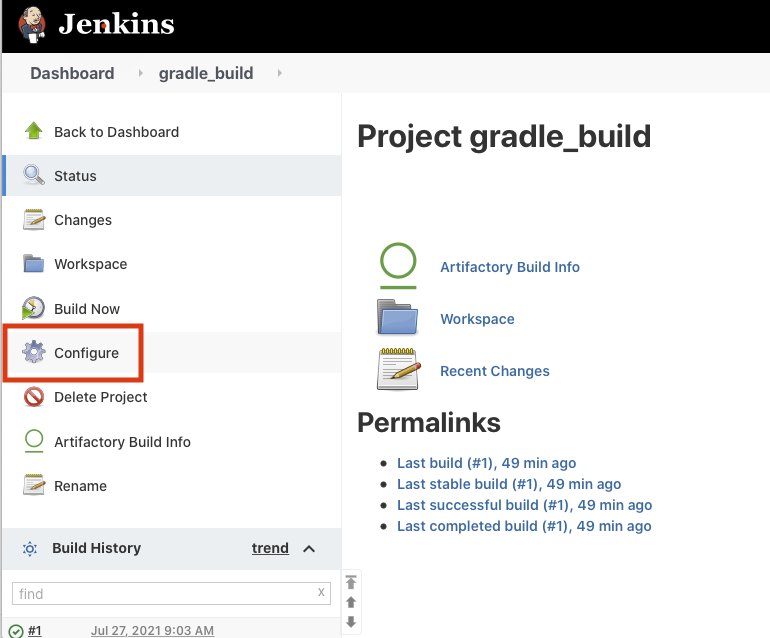 Jenkins
Dashboard
gradle_build
Back to Dashboard
Status
Changes
Workspace
Build Now
Configure
Delete Project
Artifactory Build Info
Rename
Build History trend
find X
#1 Jul 27, 2021 9:03 AM
Project gradle_build
Artifactory Build Info
Workspace
Recent Changes
Permalinks
Last build (#1), 49 min ago
Last stable build (#1), 49 min ago
Last successful build (#1), 49 min ago
Last completed build (#1), 49 min ago